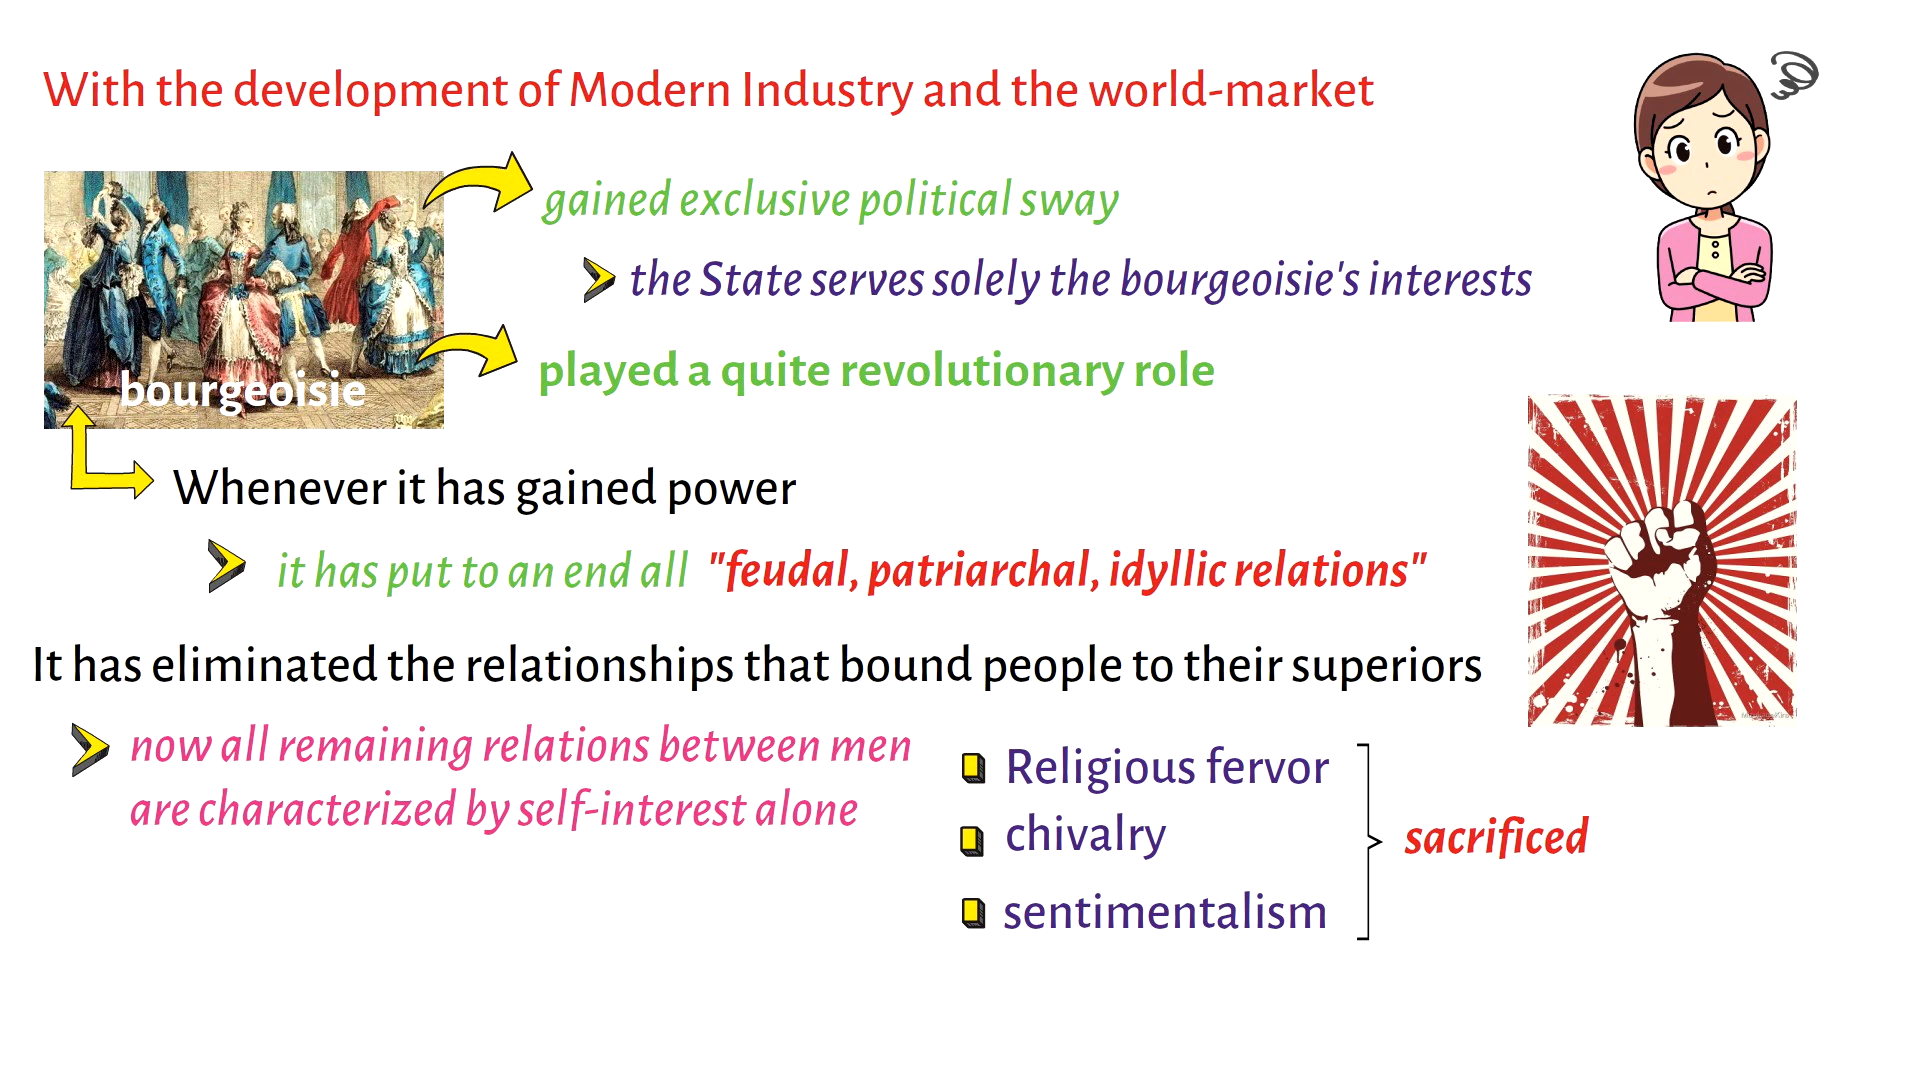 With the development of Modern Industry and the world-market
gained exclusive political sway
the State serves solely the bourgeoisie's interests
played a quite revolutionary role
bourgeoisie
Whenever it has gained power
it has put to an end all "feudal, patriarchal, idyllic relations"
It has eliminated the relationships that bound people to their superiors
now all remaining relations between men
are characterized by self-interest alone
Religious fervor
chivalry
sentimentalism
sacrificed